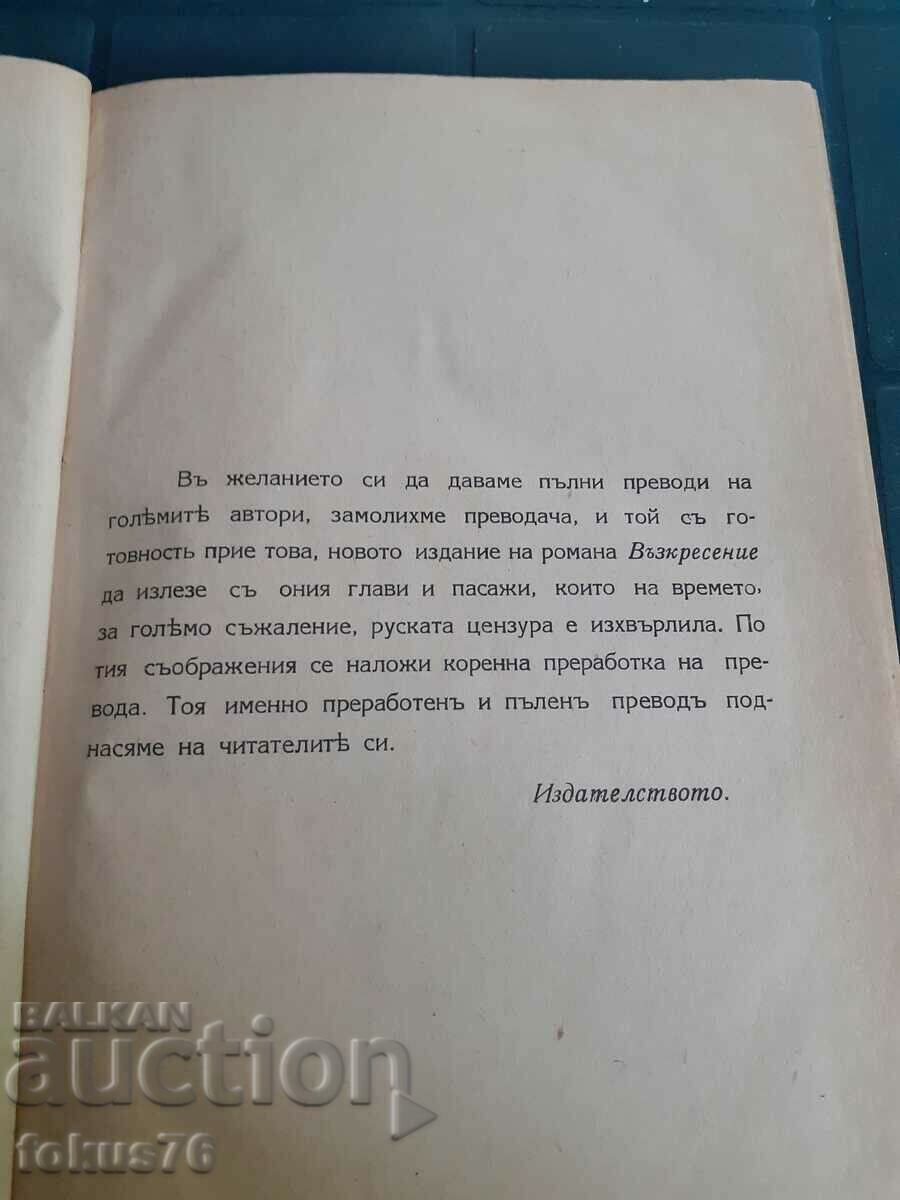 Въ желанието си да даваме пълни преводи на
голѣмитѣ автори, замолихме преводача, и той съ го-
товность прие това, новото издание на романа Възкресение
да излезе съ ония глави и пасажи, които на времето,
за голѣмо съжаление, руската цензура е изхвърлила. По
тия съображения се наложи коренна преработка на пре-
вода. Тоя именно преработенъ и пъленъ преводъ под-
насяме на читателитѣ си.
Издателството.
BALKAN
auction
fokus76